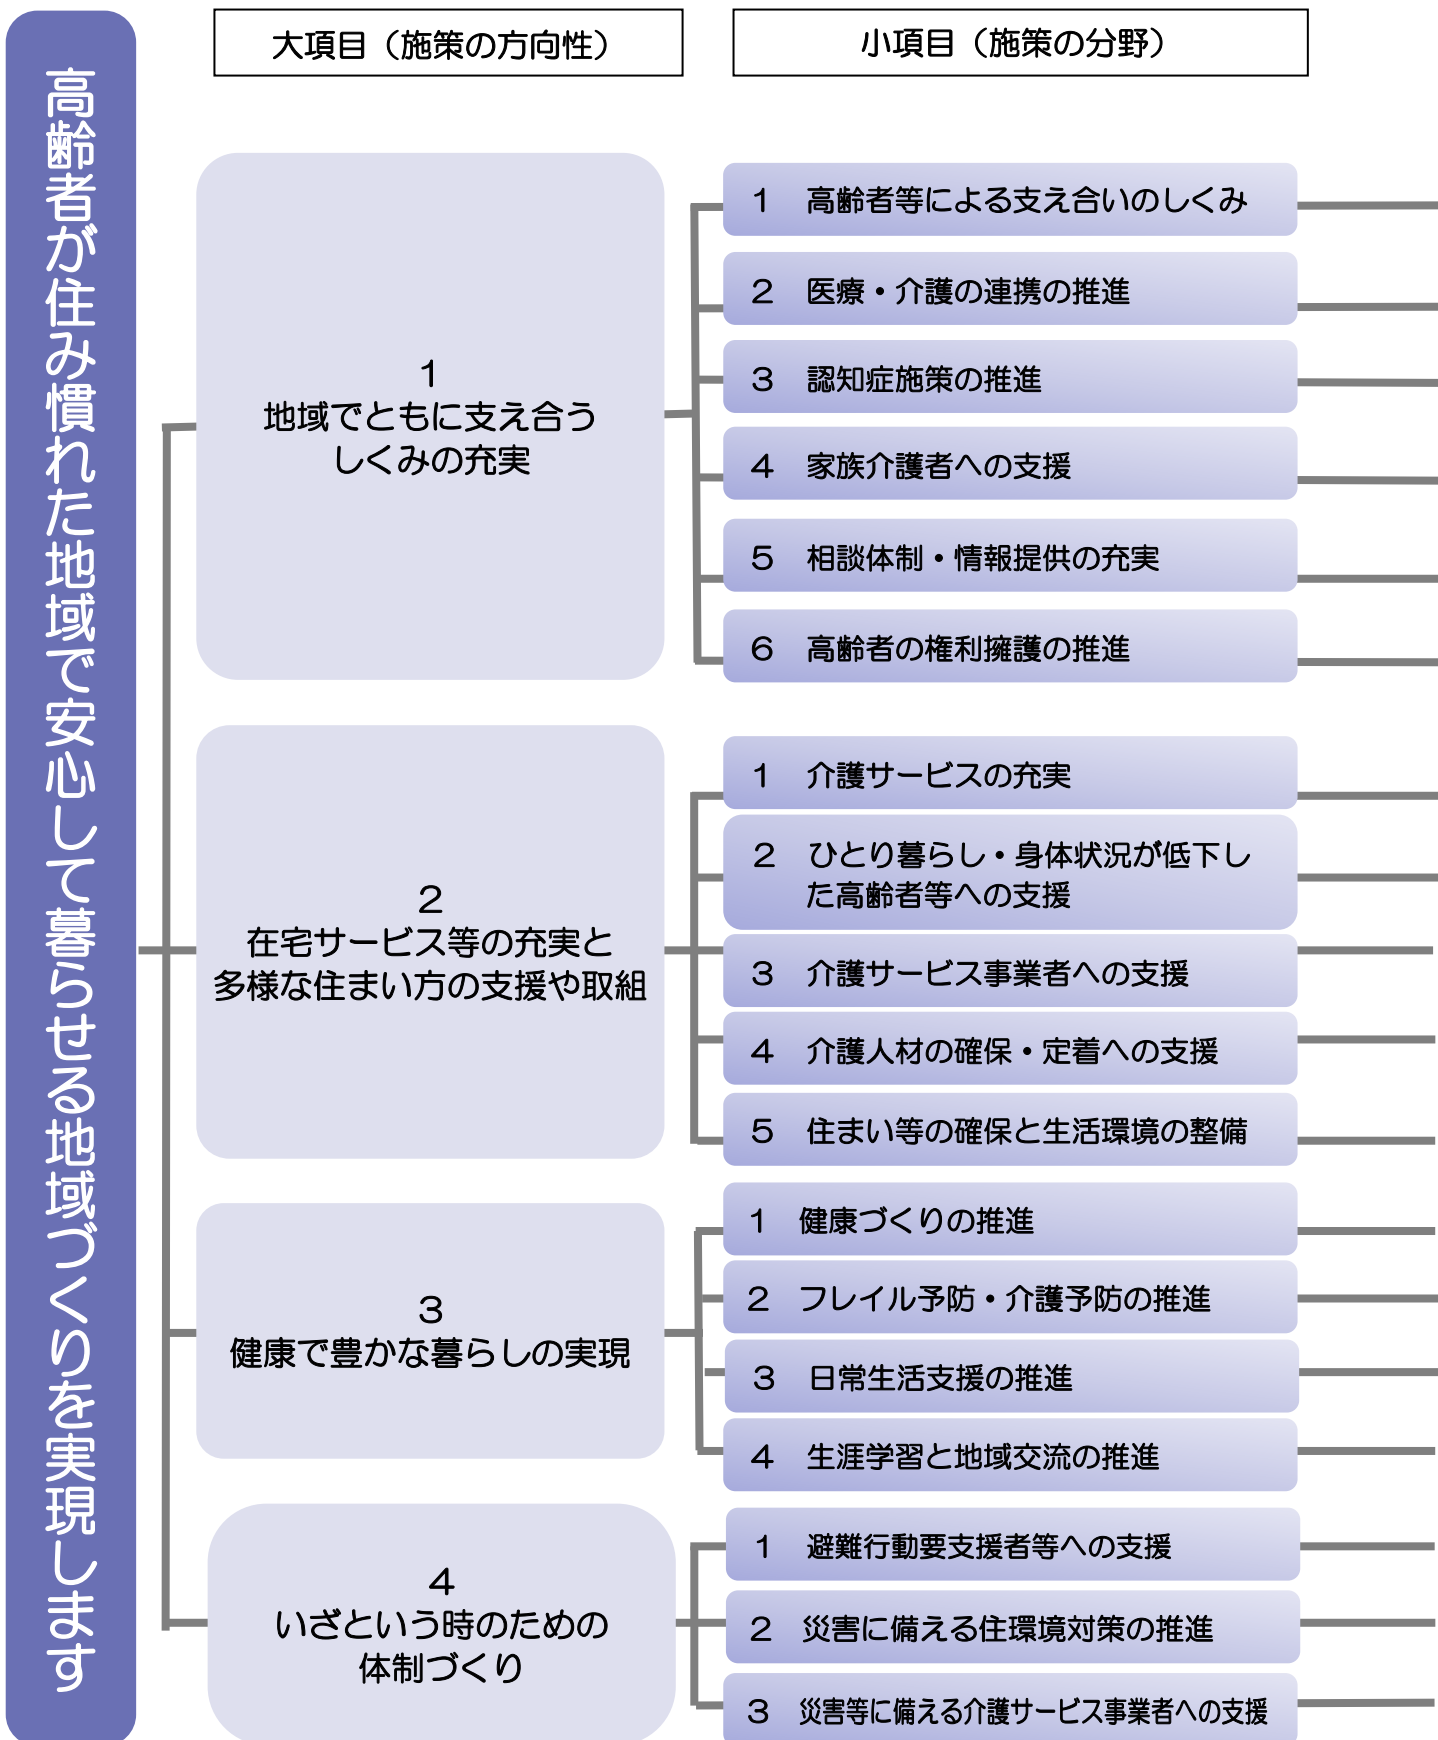 高齢者が住み慣れた地域で安心して暮らせる地域づくりを実現します
大項目（施策の方向性）
小項目（施策の分野）
1
地域でともに支え合う
しくみの充実
1 高齢者等による支え合いのしくみ
2 医療・介護の連携の推進
3 認知症施策の推進
4 家族介護者への支援
5 相談体制・情報提供の充実
6 高齢者の権利擁護の推進
2
在宅サービス等の充実と
多様な住まい方の支援や取組
1 介護サービスの充実
2 ひとり暮らし・身体状況が低下し
た高齢者等への支援
3 介護サービス事業者への支援
4 介護人材の確保・定着への支援
5 住まい等の確保と生活環境の整備
3
健康で豊かな暮らしの実現
1 健康づくりの推進
2 フレイル予防・介護予防の推進
3 日常生活支援の推進
4 生涯学習と地域交流の推進
4
いざという時のための
体制づくり
1 避難行動要支援者等への支援
2 災害に備える住環境対策の推進
3 災害等に備える介護サービス事業者への支援